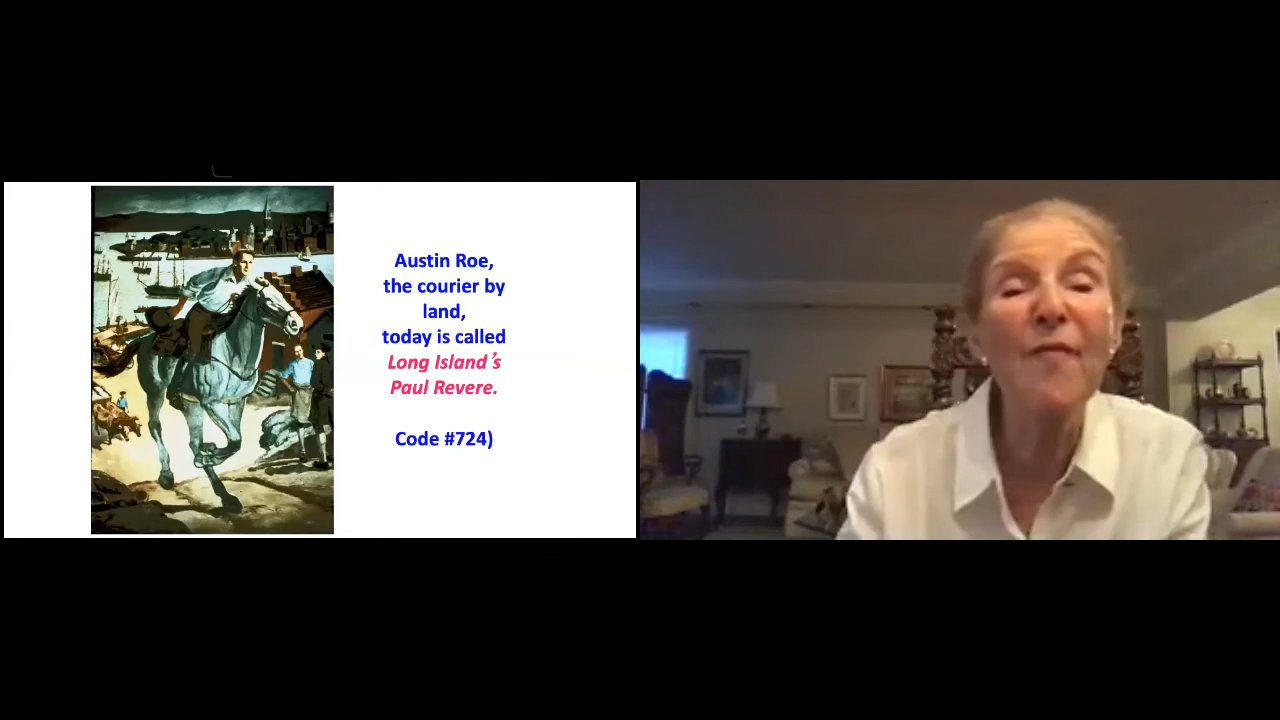 Austin Roe,
the courier by
land,
today is called
Long Island's
Paul Revere.
Code #724)